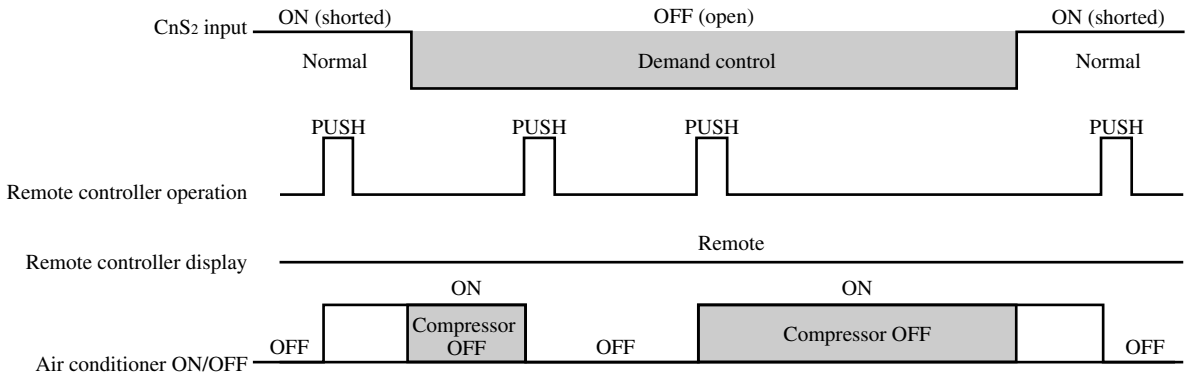 ON (shorted) OFF (open) ON (shorted)
CnS2 input
Normal Demand control Normal
PUSH PUSH PUSH PUSH
Remote controller operation
Remote
Remote controller display
ON ON
Compressor
OFF
Compressor OFF
OFF OFF OFF
Air conditioner ON/OFF